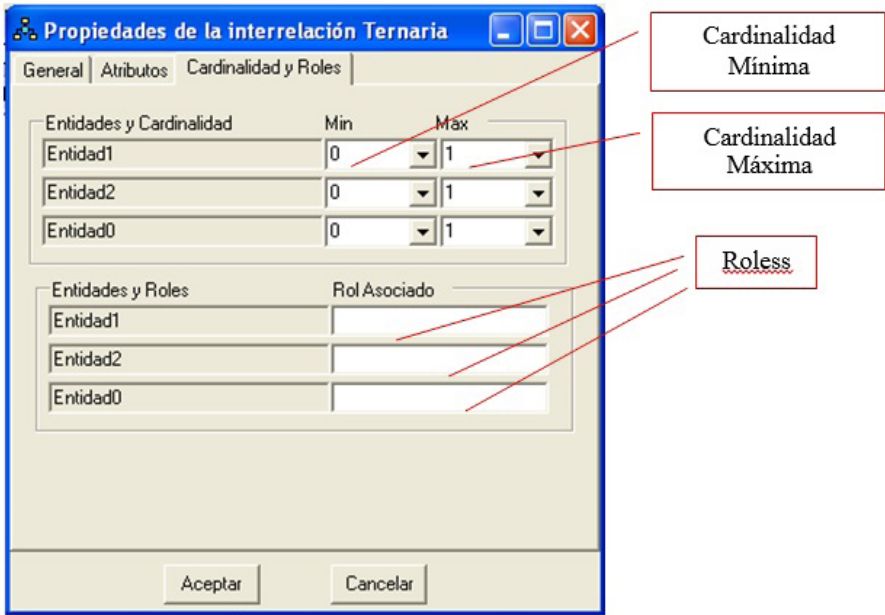 Propiedades de la interrelación Ternaria
General Atributos Cardinalidad y Roles
Entidades y Cardinalidad Min Max
Entidad1 0 1
Entidad2 0 1
Entidad0 0 1
Entidades y Roles Rol Asociado
Entidad1
Entidad2
Entidad0
Aceptar Cancelar
Cardinalidad
Mínima
Cardinalidad
Máxima
Roless